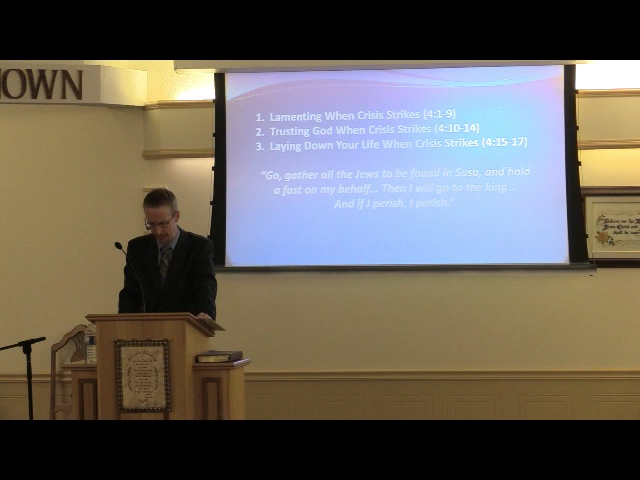 OWN
1. Lamenting When Crisis Strikes (4:1-9)
2. Trusting God When Crisis Strikes (4:10-14)
3. Laying Down Your Life When Crisis Strikes (4:15-17)
“Go, gather all the Jews to be found in Susa, and hold
a fast on my behalf... Then I will go to the king...
And if I perish, I perish.”